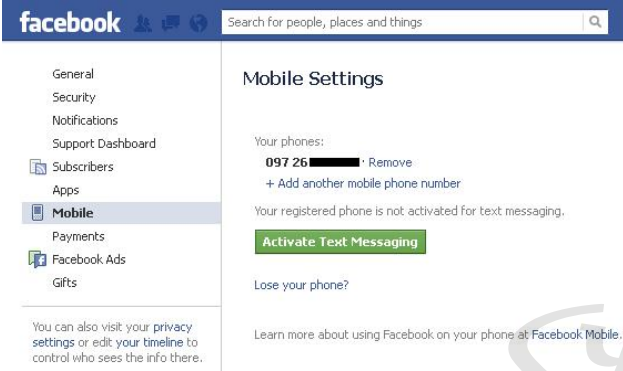 facebook
Search for people, places and things
General
Security
Notifications
Support Dashboard
Subscribers
Apps
Mobile
Payments
Facebook Ads
Gifts
You can also visit your privacy
settings or edit your timeline to
control who sees the info there.
Mobile Settings
Your phones:
097 26 · Remove
+ Add another mobile phone number
Your registered phone is not activated for text messaging.
Activate Text Messaging
Lose your phone?
Learn more about using Facebook on your phone at Facebook Mobile.